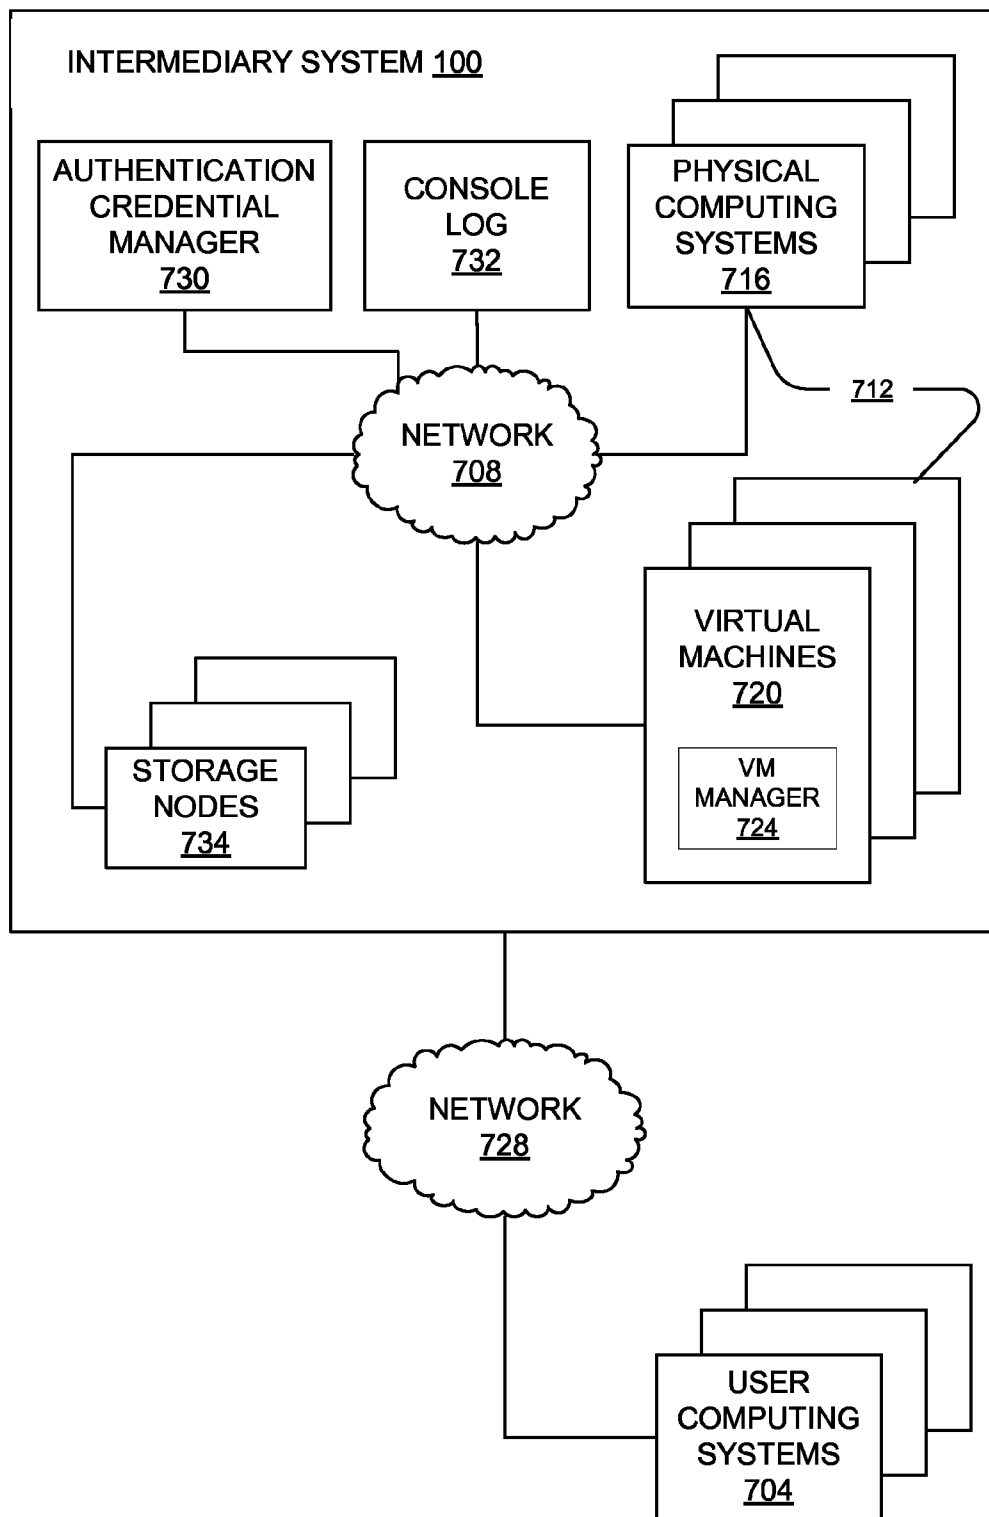 INTERMEDIARY SYSTEM 100
AUTHENTICATION
CREDENTIAL
MANAGER
730
CONSOLE
LOG
732
PHYSICAL
COMPUTING
SYSTEMS
716
712
NETWORK
708
VIRTUAL
MACHINES
720
VM
MANAGER
724
STORAGE
NODES
734
NETWORK
728
USER
COMPUTING
SYSTEMS
704